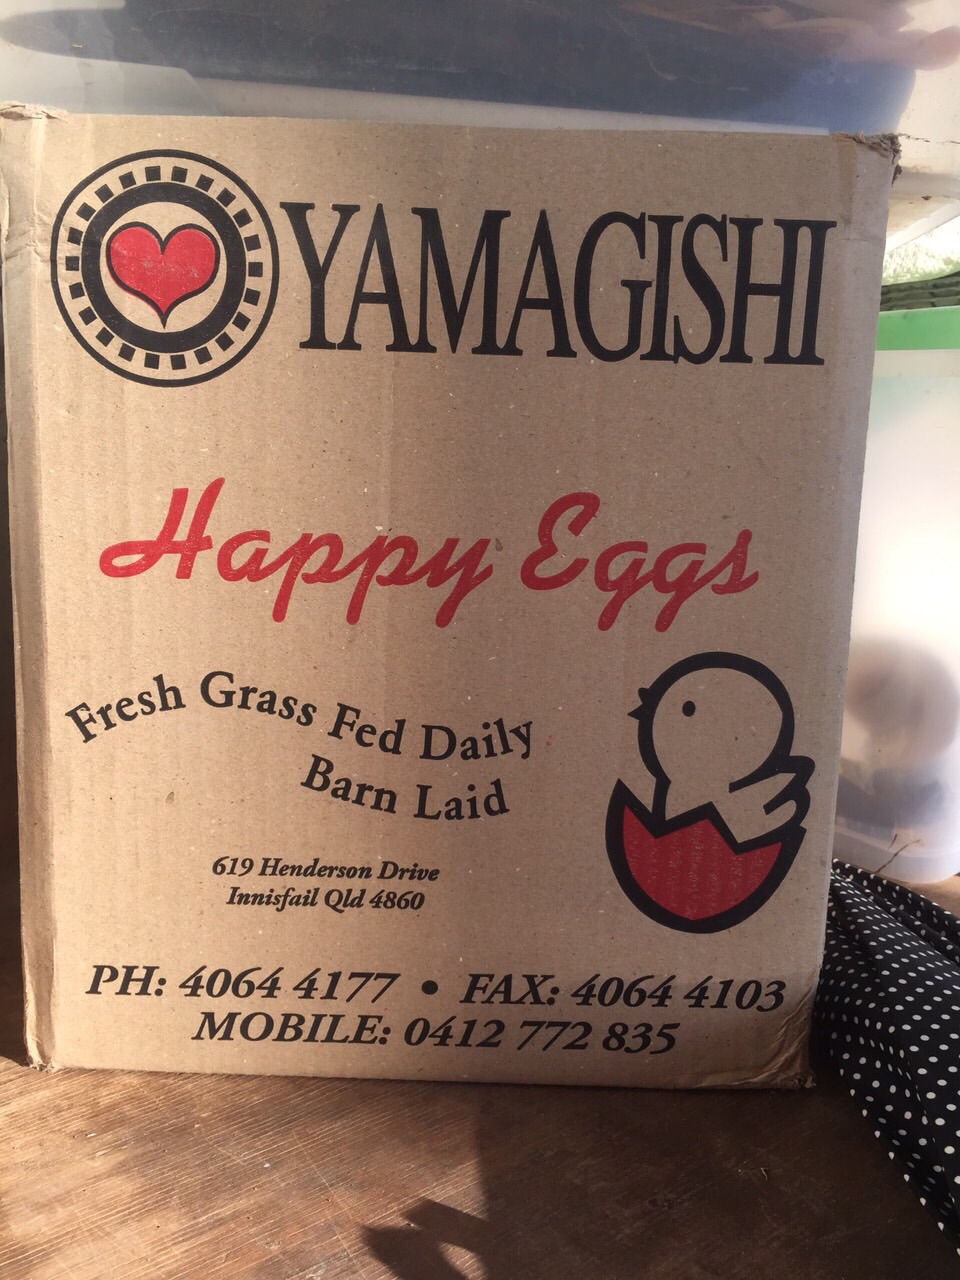 YAMAGISHI
Happy Eggs
Fresh Grass Fed Daily
Barn Laid
619 Henderson Drive
Innisfail Qld 4860
PH: 4064 4177 • FAX: 4064 4103
MOBILE: 0412 772 835